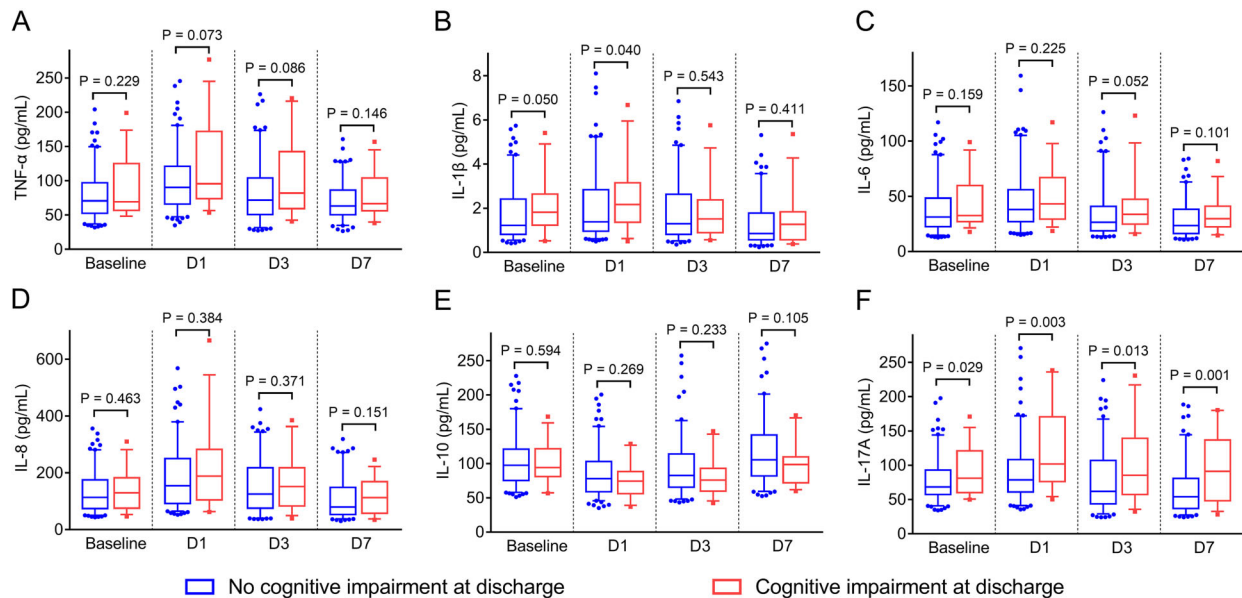 A
TNF-α (pg/mL)
250
200
150
100
50
0
P = 0.229
P = 0.073
P = 0.086
P = 0.146
Baseline
D1
D3
D7
B
IL-1β (pg/mL)
8
6
4
2
0
P = 0.050
P = 0.040
P = 0.543
P = 0.411
Baseline
D1
D3
D7
C
IL-6 (pg/mL)
150
100
50
0
P = 0.159
P = 0.225
P = 0.052
P = 0.101
Baseline
D1
D3
D7
D
IL-8 (pg/mL)
600
400
200
0
P = 0.463
P = 0.384
P = 0.371
P = 0.151
Baseline
D1
D3
D7
E
IL-10 (pg/mL)
250
200
150
100
50
0
P = 0.594
P = 0.269
P = 0.233
P = 0.105
Baseline
D1
D3
D7
F
IL-17A (pg/mL)
250
200
150
100
50
0
P = 0.029
P = 0.003
P = 0.013
P = 0.001
Baseline
D1
D3
D7
No cognitive impairment at discharge
Cognitive impairment at discharge